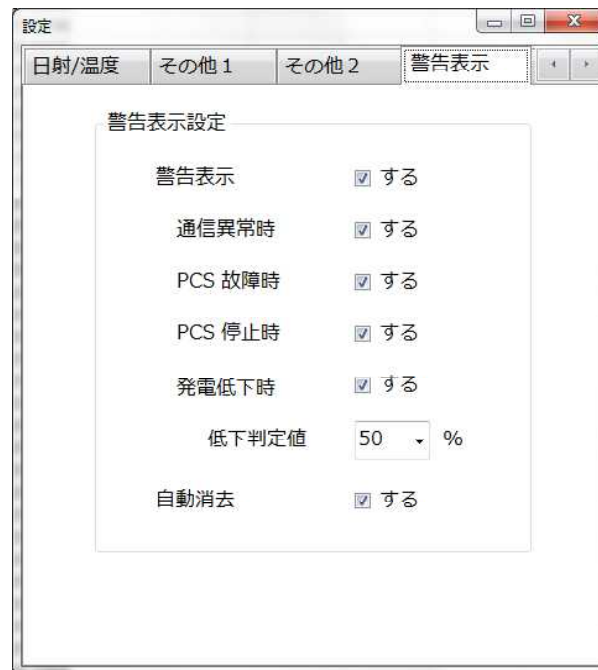 設定
日射/温度 その他１ その他２ 警告表示
警告表示設定
警告表示 する
通信異常時 する
PCS 故障時 する
PCS 停止時 する
発電低下時 する
低下判定値 50 %
自動消去 する